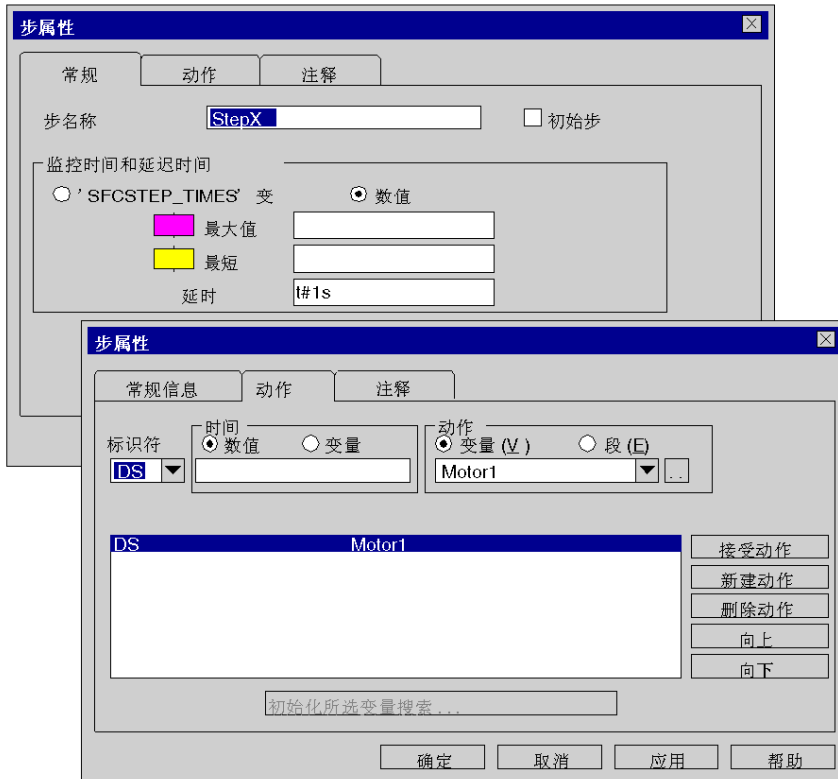 步属性
常规 动作 注释
步名称 StepX 初始步
监控时间和延迟时间
'SFCSTEP_TIMES' 变 数值
最大值
最短
延时 t#1s
步属性
常规信息 动作 注释
标识符 时间 动作
数值 变量 变量 (V) 段 (E)
DS Motor1 ..
DS Motor1
接受动作
新建动作
删除动作
向上
向下
初始化所选变量搜索...
确定 取消 应用 帮助